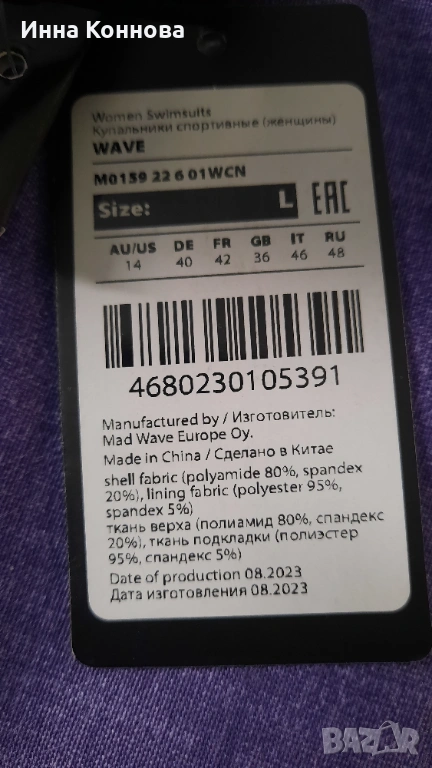 Инна Коннова
Women Swimsuits
Купальники спортивные (женщины)
WAVE
M0159 22 6 01WCN
Size: L EAC
AU/US DE FR GB IT RU
14 40 42 36 46 48
4680230105391
Manufactured by / Изготовитель:
Mad Wave Europe Oy.
Made in China / Сделано в Китае
shell fabric (polyamide 80%, spandex
20%), lining fabric (polyester 95%,
spandex 5%)
ткань верха (полиамид 80%, спандекс
20%), ткань подкладки (полиэстер
95%, спандекс 5%)
Date of production 08.2023
Дата изготовления 08.2023
BAZAR